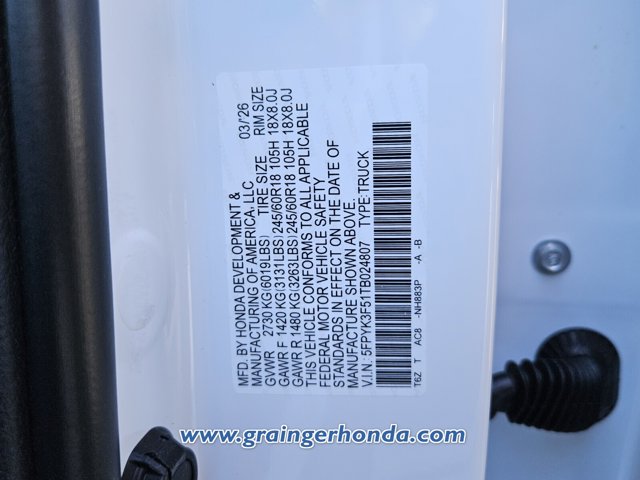 MFD. BY HONDA DEVELOPMENT & 03/'26
MANUFACTURING OF AMERICA, LLC.
GVWR 2730 KG(6019LBS) TIRE SIZE RIM SIZE
GAWR F 1420 KG(3131LBS) 245/60R18 105H 18X8.0J
GAWR R 1480 KG(3263LBS) 245/60R18 105H 18X8.0J
THIS VEHICLE CONFORMS TO ALL APPLICABLE
FEDERAL MOTOR VEHICLE SAFETY
STANDARDS IN EFFECT ON THE DATE OF
MANUFACTURE SHOWN ABOVE.
V.I.N.: 5FPYK3F51TB024807 TYPE:TRUCK
T6Z T AC8 -NH883P -A -B
www.graingerhonda.com